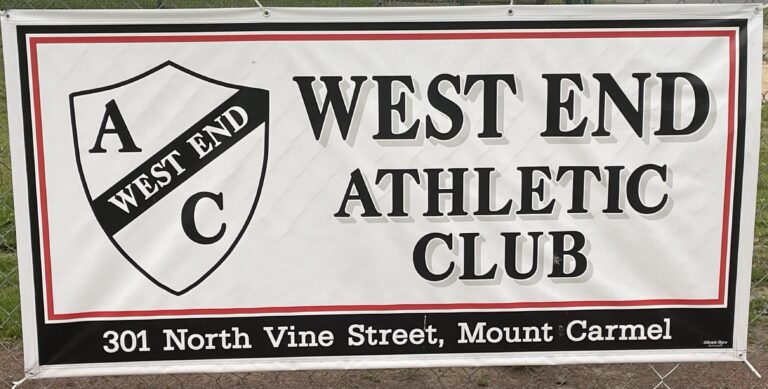 A
WEST END
C
WEST END
ATHLETIC
CLUB
301 North Vine Street, Mount Carmel